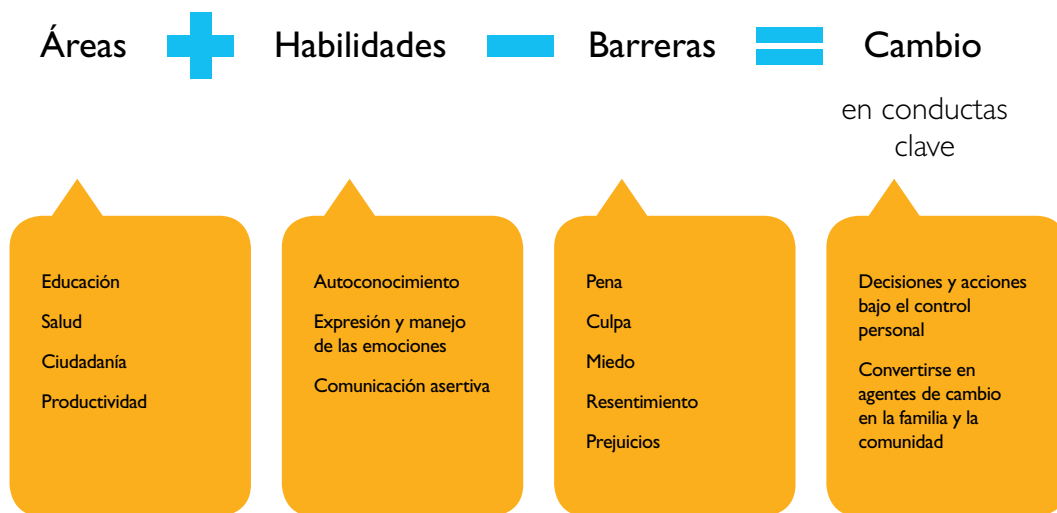 Áreas + Habilidades - Barreras = Cambio
en conductas
clave
Educación
Salud
Ciudadanía
Productividad
Autoconocimiento
Expresión y manejo
de las emociones
Comunicación asertiva
Pena
Culpa
Miedo
Resentimiento
Prejuicios
Decisiones y acciones
bajo el control
personal
Convertirse en
agentes de cambio
en la familia y la
comunidad